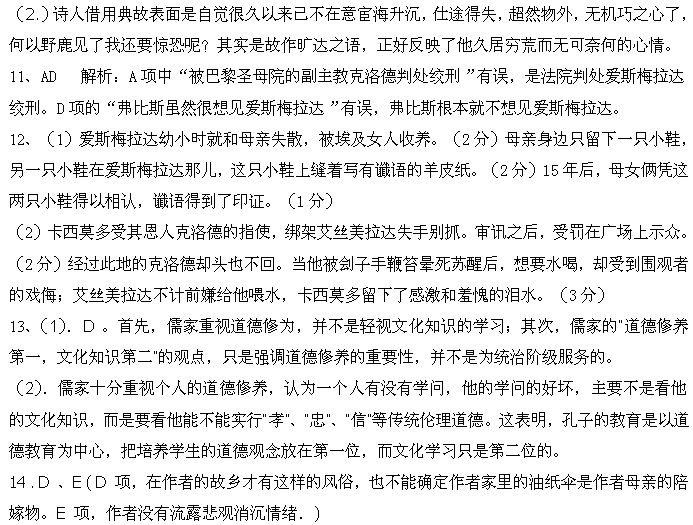 （2.）诗人借用典故表面是自觉很久以来已不在意宦海升沉，仕途得失，超然物外，无机巧之心了，
何以野鹿见了我还要惊恐呢？其实是故作旷达之语，正好反映了他久居穷荒而无可奈何的心情。
11、AD 解析：A项中“被巴黎圣母院的副主教克洛德判处绞刑”有误，是法院判处爱斯梅拉达
绞刑。D项的“弗比斯虽然很想见爱斯梅拉达”有误，弗比斯根本就不想见爱斯梅拉达。
12、（1）爱斯梅拉达幼小时就和母亲失散，被埃及女人收养。（2分）母亲身边只留下一只小鞋，
另一只小鞋在爱斯梅拉达那儿，这只小鞋上缝着写有谶语的羊皮纸。（2分）15年后，母女俩凭这
两只小鞋得以相认，谶语得到了印证。（1分）
（2）卡西莫多受其恩人克洛德的指使，绑架艾丝美拉达失手别抓。审讯之后，受罚在广场上示众。
（2分）经过此地的克洛德却头也不回。当他被刽子手鞭笞晕死苏醒后，想要水喝，却受到围观者
的戏侮；艾丝美拉达不计前嫌给他喂水，卡西莫多留下了感激和羞愧的泪水。（3分）
13、（1）．D 。首先，儒家重视道德修为，并不是轻视文化知识的学习；其次，儒家的“道德修养
第一，文化知识第二”的观点，只是强调道德修养的重要性，并不是为统治阶级服务的。
（2）．儒家十分重视个人的道德修养，认为一个人有没有学问，他的学问的好坏，主要不是看他
的文化知识，而是要看他能不能实行“孝”、“忠”、“信”等传统伦理道德。这表明，孔子的教育是以道
德教育为中心，把培养学生的道德观念放在第一位，而文化学习只是第二位的。
14 .D 、E(D 项，在作者的故乡才有这样的风俗，也不能确定作者家里的油纸伞是作者母亲的陪
嫁物。E 项，作者没有流露悲观消沉情绪．)